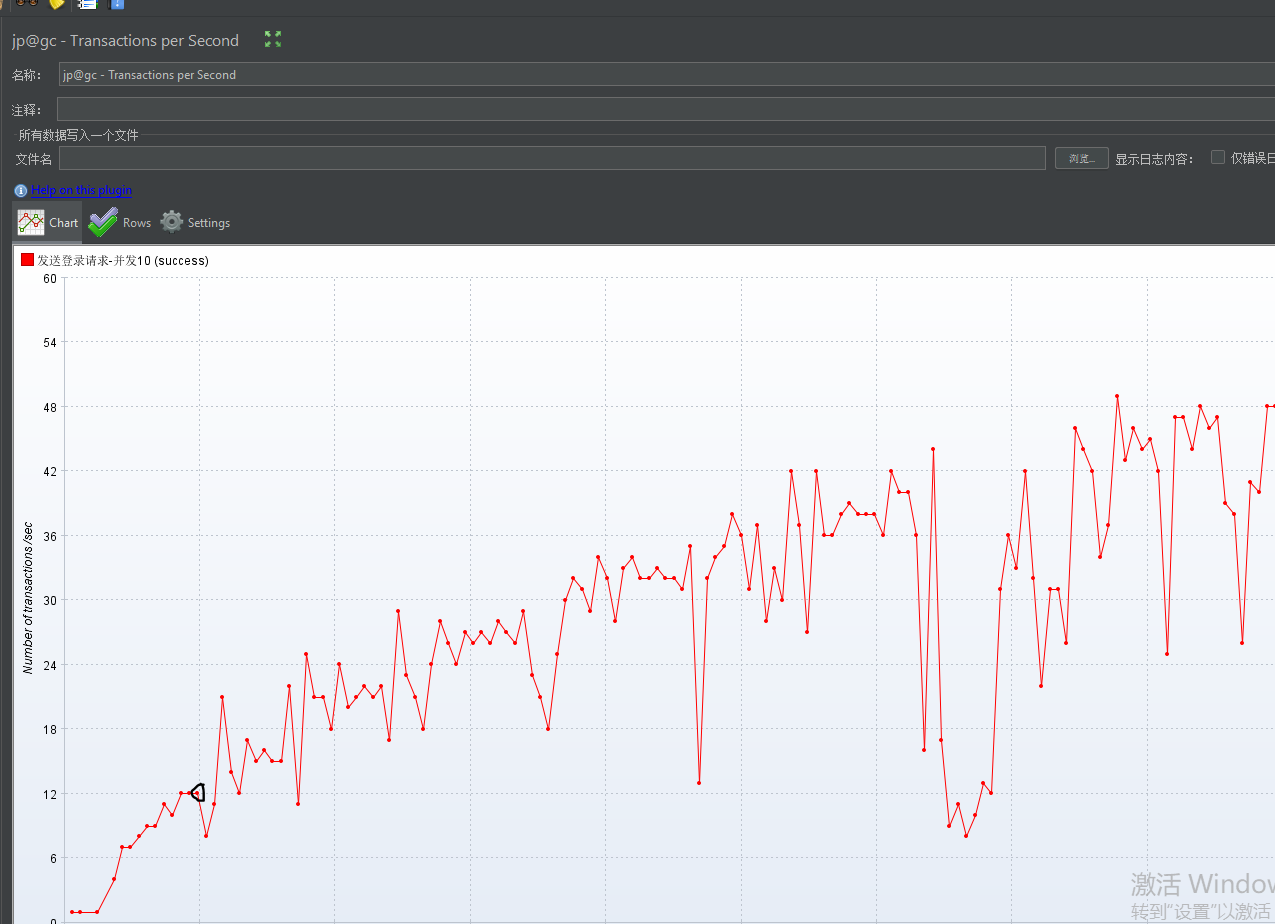 jp@gc - Transactions per Second
名称： jp@gc - Transactions per Second
注释：
所有数据写入一个文件
文件名 浏览... 显示日志内容： 仅错误日
Help on this plugin
Chart Rows Settings
发送登录请求-并发10 (success)
60
54
48
42
36
30
24
18
12
6
0
Number of transactions /sec
激活 Window
转到"设置"以激活